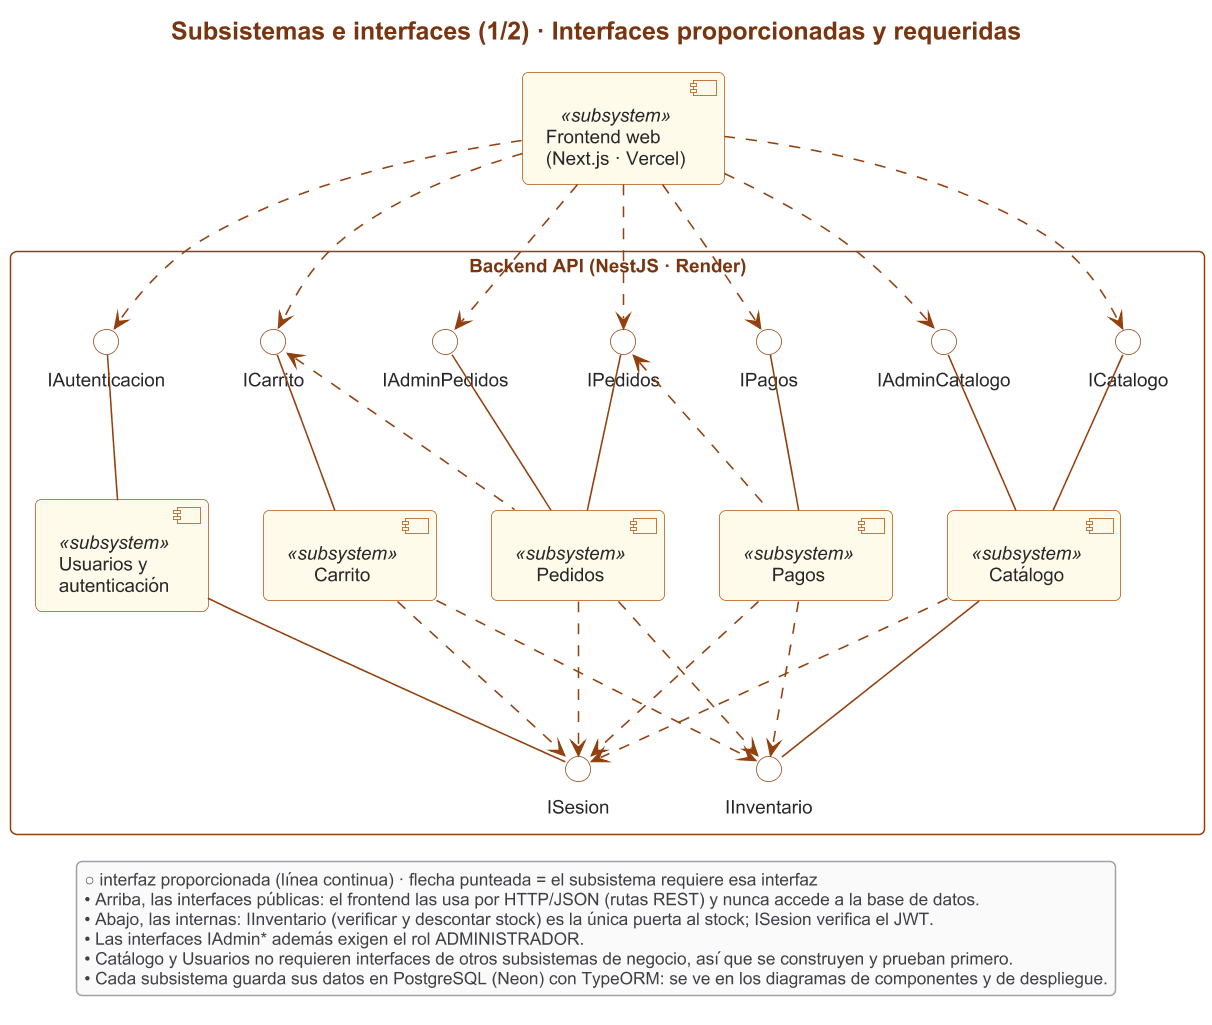 Subsistemas e interfaces (1/2) · Interfaces proporcionadas y requeridas
«subsystem»
Frontend web
(Next.js · Vercel)
Backend API (NestJS · Render)
IAutenticacion
ICarrito
IAdminPedidos
IPedidos
IPagos
IAdminCatalogo
ICatalogo
«subsystem»
Usuarios y
autenticación
«subsystem»
Carrito
«subsystem»
Pedidos
«subsystem»
Pagos
«subsystem»
Catálogo
ISesion
IInventario
○ interfaz proporcionada (línea continua) · flecha punteada = el subsistema requiere esa interfaz
• Arriba, las interfaces públicas: el frontend las usa por HTTP/JSON (rutas REST) y nunca accede a la base de datos.
• Abajo, las internas: IInventario (verificar y descontar stock) es la única puerta al stock; ISesion verifica el JWT.
• Las interfaces IAdmin* además exigen el rol ADMINISTRADOR.
• Catálogo y Usuarios no requieren interfaces de otros subsistemas de negocio, así que se construyen y prueban primero.
• Cada subsistema guarda sus datos en PostgreSQL (Neon) con TypeORM: se ve en los diagramas de componentes y de despliegue.